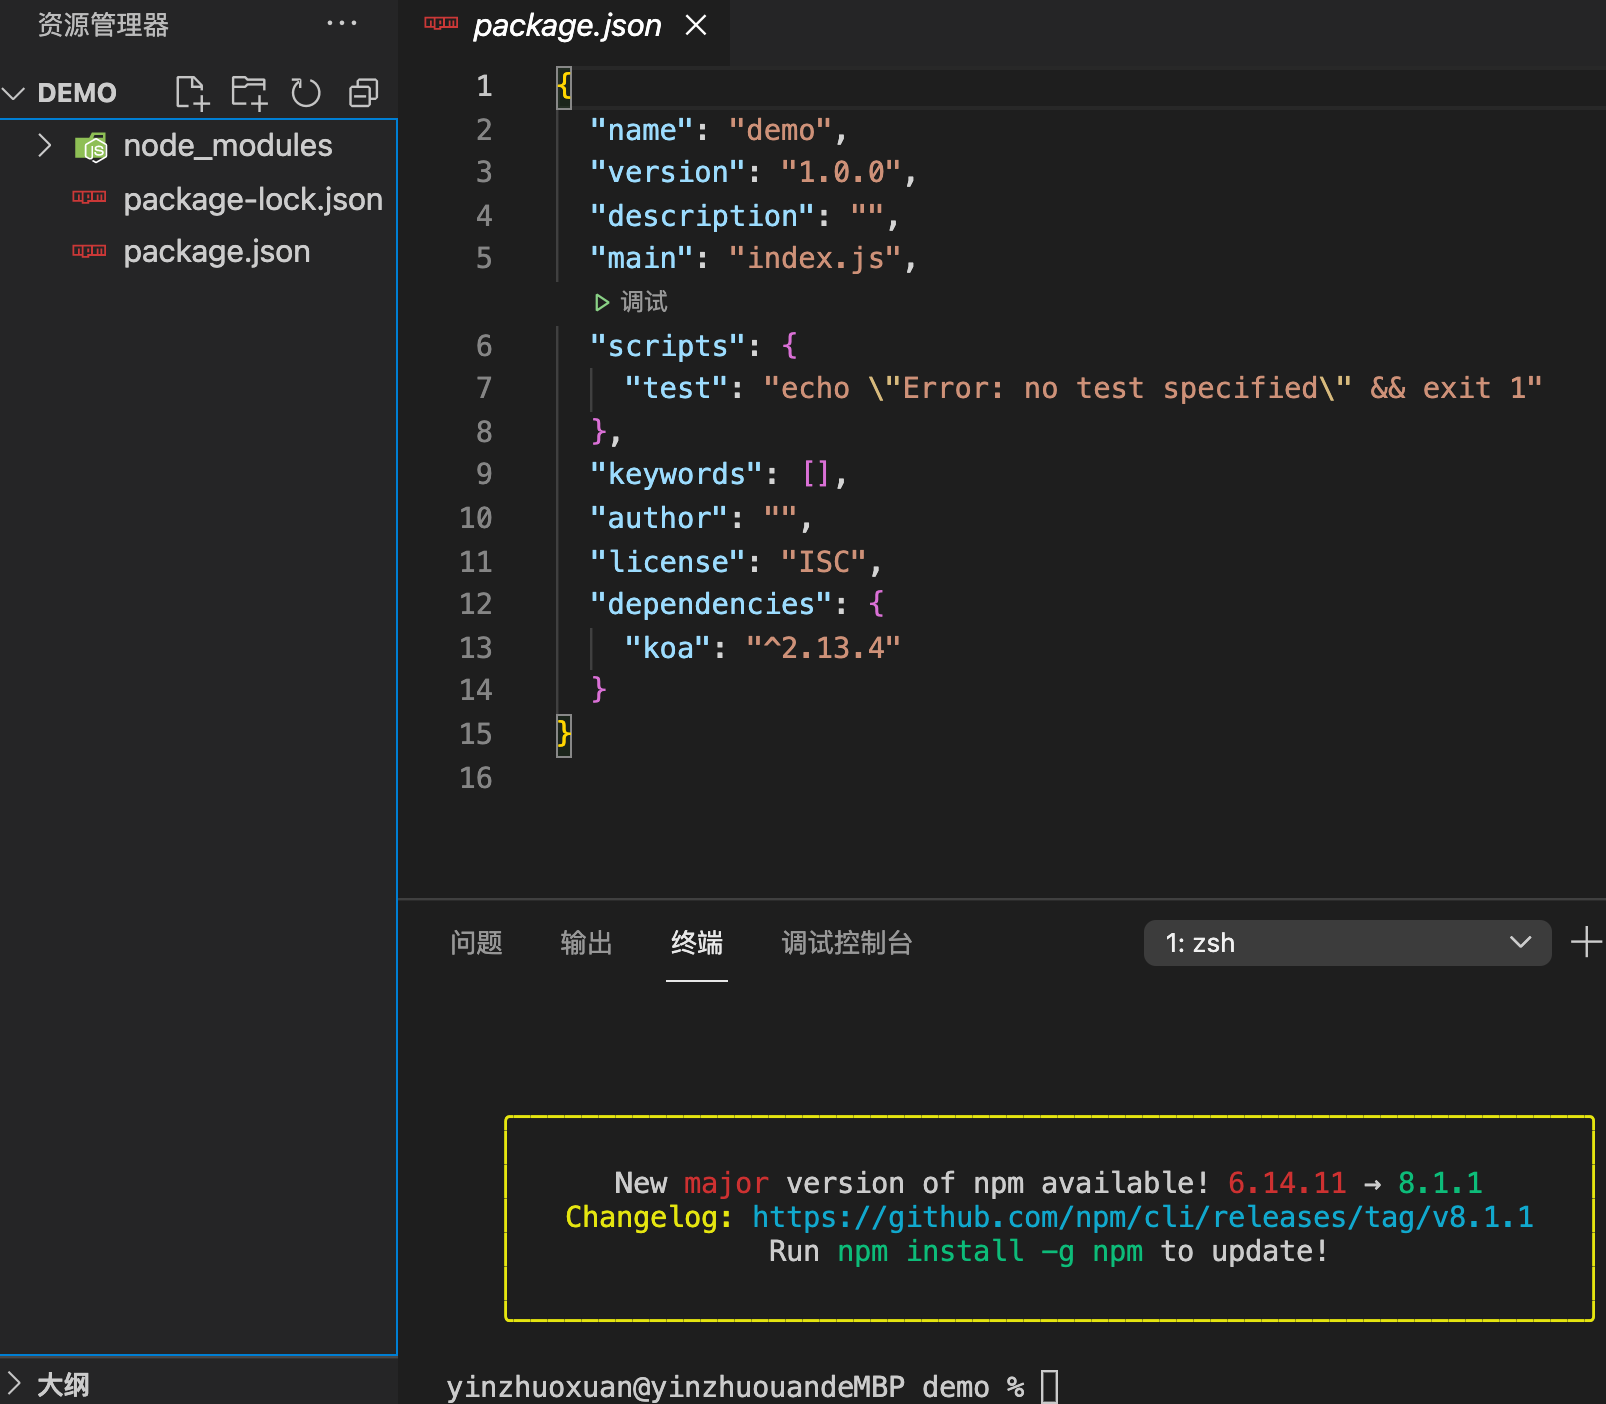 资源管理器 ···
DEMO
node_modules
package-lock.json
package.json
大纲
package.json
1 {
2 "name": "demo",
3 "version": "1.0.0",
4 "description": "",
5 "main": "index.js",
调试
6 "scripts": {
7 "test": "echo \"Error: no test specified\" && exit 1"
8 },
9 "keywords": [],
10 "author": "",
11 "license": "ISC",
12 "dependencies": {
13 "koa": "^2.13.4"
14 }
15 }
16
问题 输出 终端 调试控制台 1: zsh
New major version of npm available! 6.14.11 → 8.1.1
Changelog: https://github.com/npm/cli/releases/tag/v8.1.1
Run npm install -g npm to update!
yinzhuoxuan@yinzhuouandeMBP demo %